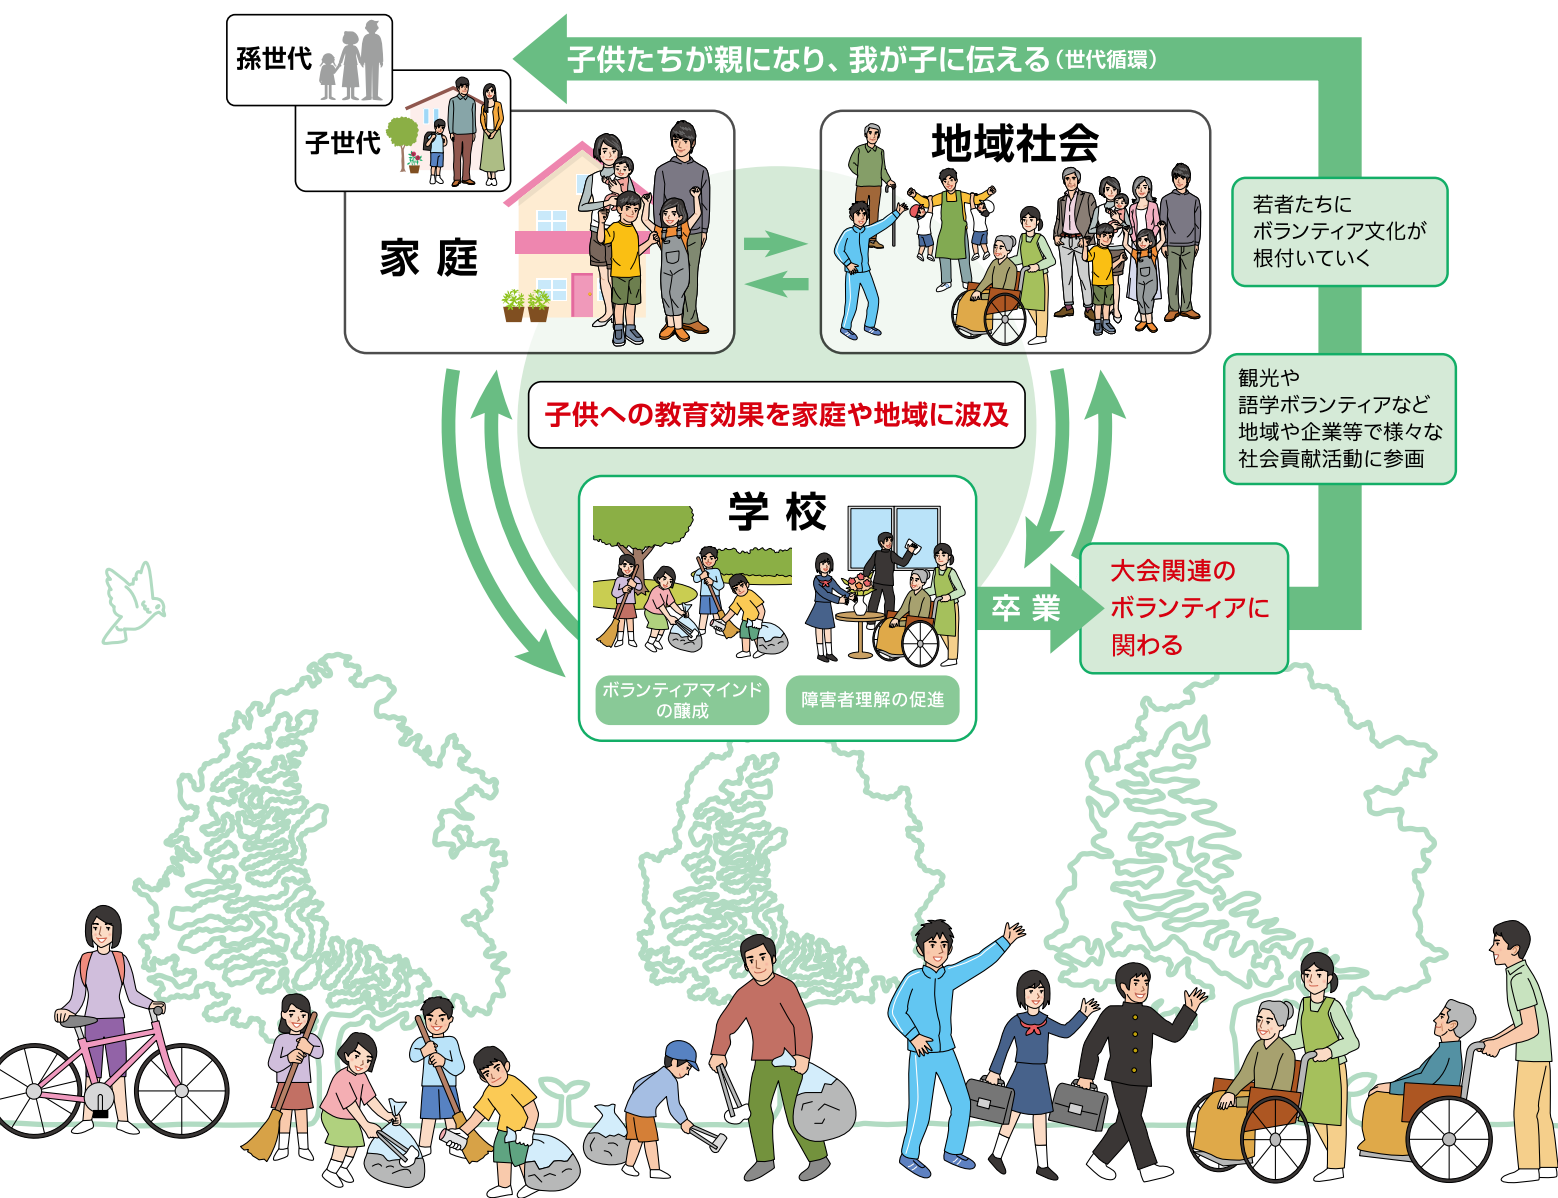 孫世代
子供たちが親になり、我が子に伝える（世代循環）
子世代
家庭
地域社会
若者たちに
ボランティア文化が
根付いていく
子供への教育効果を家庭や地域に波及
観光や
語学ボランティアなど
地域や企業等で様々な
社会貢献活動に参画
学校
卒業
大会関連の
ボランティアに
関わる
ボランティアマインド
の醸成
障害者理解の促進